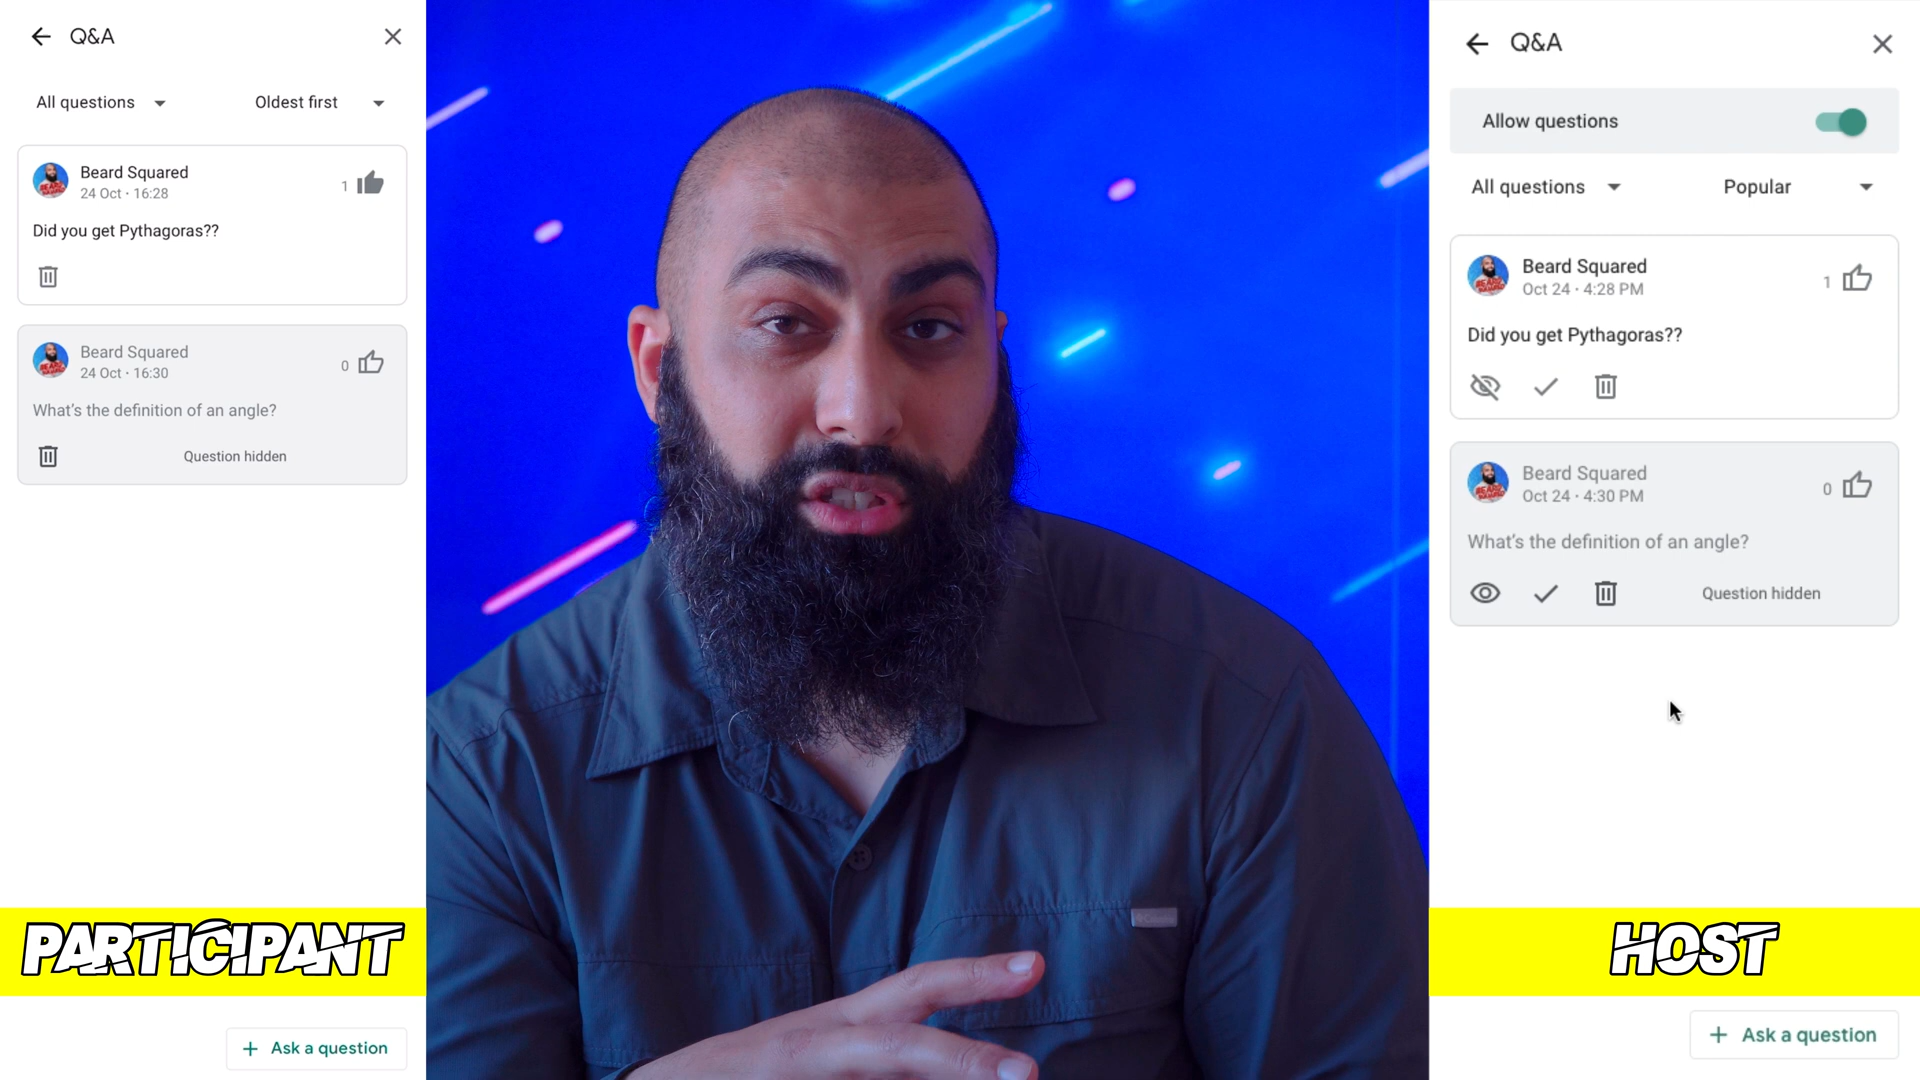 Q&A
All questions
Oldest first
Beard Squared
24 Oct · 16:28
1
Did you get Pythagoras??
Beard Squared
24 Oct · 16:30
0
What's the definition of an angle?
Question hidden
PARTICIPANT
+ Ask a question
Q&A
Allow questions
All questions
Popular
Beard Squared
Oct 24 · 4:28 PM
1
Did you get Pythagoras??
Beard Squared
Oct 24 · 4:30 PM
0
What's the definition of an angle?
Question hidden
HOST
+ Ask a question